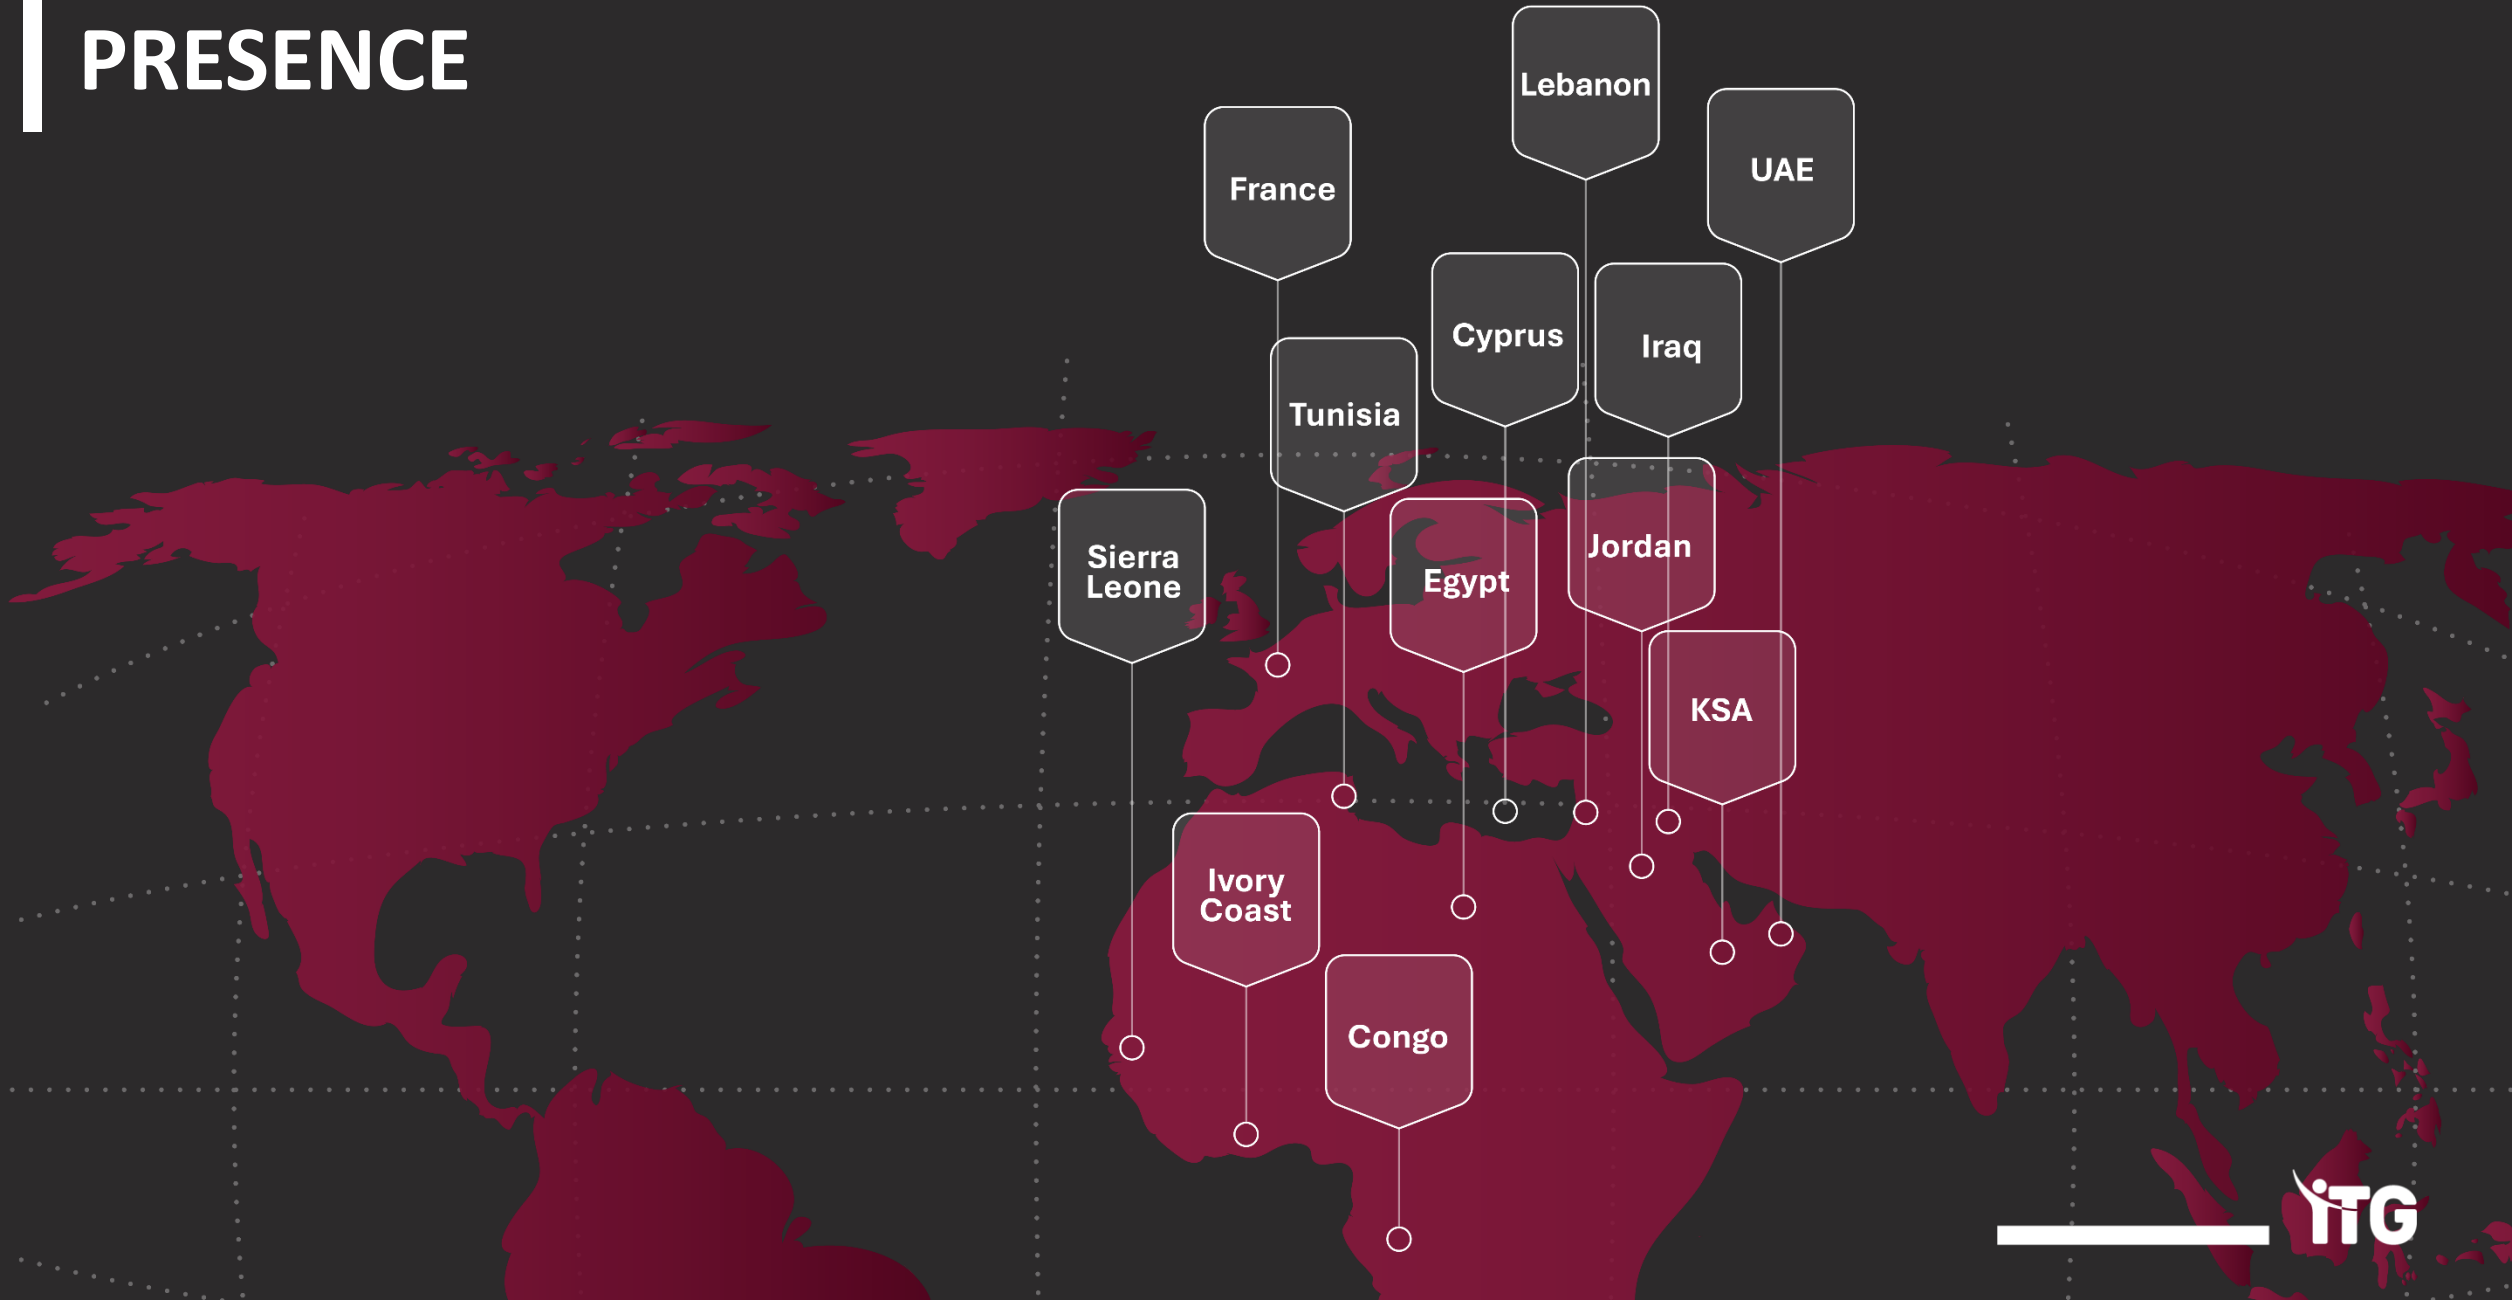 PRESENCE
Lebanon
UAE
France
Cyprus
Iraq
Tunisia
Jordan
Sierra
Leone
Egypt
KSA
Ivory
Coast
Congo
iTG